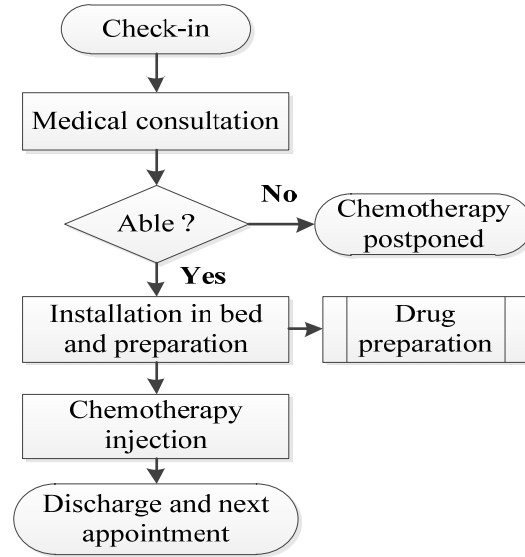 Check-in
Medical consultation
Able ?
No
Chemotherapy
postponed
Yes
Installation in bed
and preparation
Drug
preparation
Chemotherapy
injection
Discharge and next
appointment